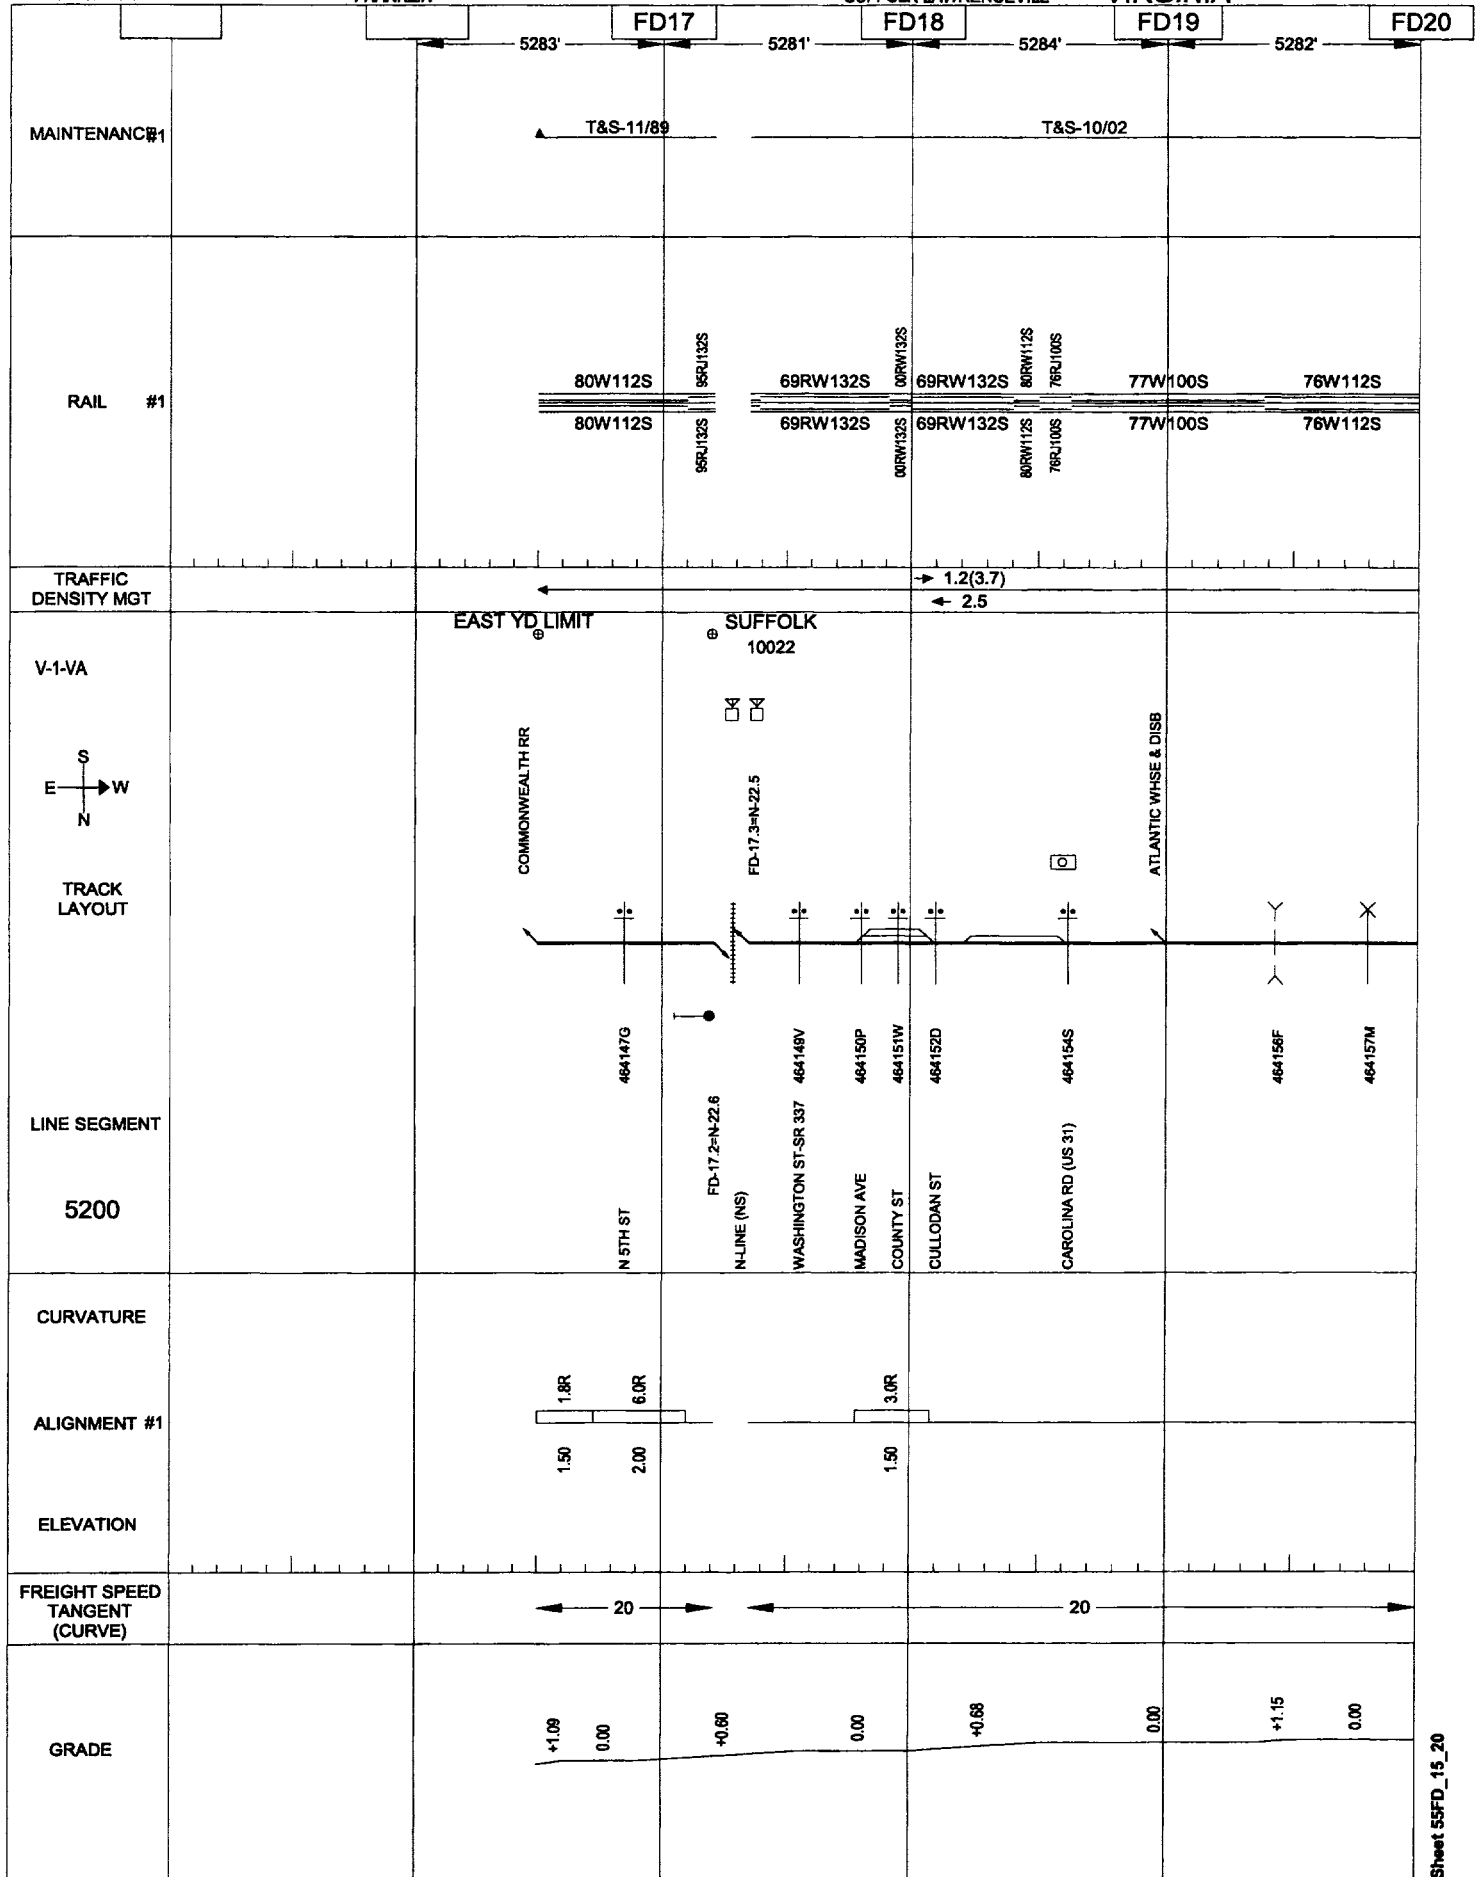 FD17 FD18 FD19 FD20
5283' 5281' 5284' 5282'
MAINTENANCE#1
T&S-11/89 T&S-10/02
95RJ132S 00RW132S 80RW112S 76RJ100S
80W112S 69RW132S 69RW132S 77W100S 76W112S
RAIL #1
80W112S 69RW132S 69RW132S 77W100S 76W112S
95RJ132S 00RW132S 80RW112S 76RJ100S
TRAFFIC
DENSITY MGT
1.2(3.7)
2.5
EAST YD LIMIT SUFFOLK
10022
V-1-VA
S
E W
N
COMMONWEALTH RR
FD-17.3=N-22.5
ATLANTIC WHSE & DISB
TRACK
LAYOUT
464147G
464149V
464150P
464151W
464152D
464154S
464156F
464157M
LINE SEGMENT
5200
N 5TH ST
FD-17.2=N-22.6
N-LINE (NS)
WASHINGTON ST-SR 337
MADISON AVE
COUNTY ST
CULLODAN ST
CAROLINA RD (US 31)
CURVATURE
1.8R 6.0R 3.0R
ALIGNMENT #1
1.50 2.00 1.50
ELEVATION
FREIGHT SPEED
TANGENT
(CURVE)
20 20
GRADE
+1.09 0.00 +0.60 0.00 +0.68 0.00 +1.15 0.00
Sheet 55FD_15_20